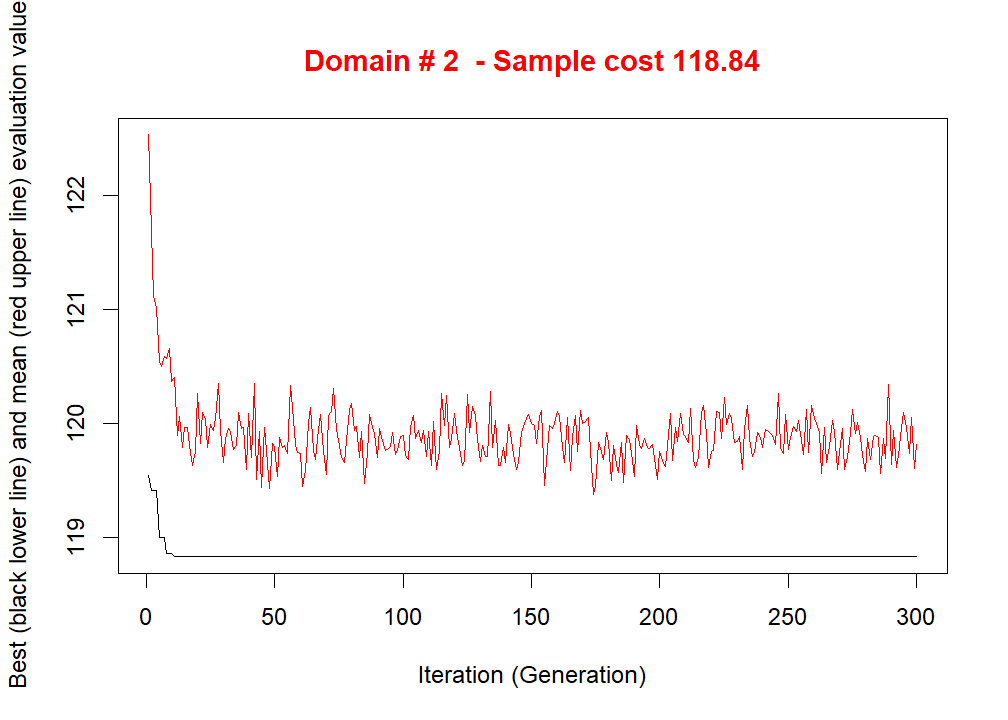 Domain # 2  - Sample cost 118.84
Best (black lower line) and mean (red upper line) evaluation value
122
121
120
119
0 50 100 150 200 250 300
Iteration (Generation)